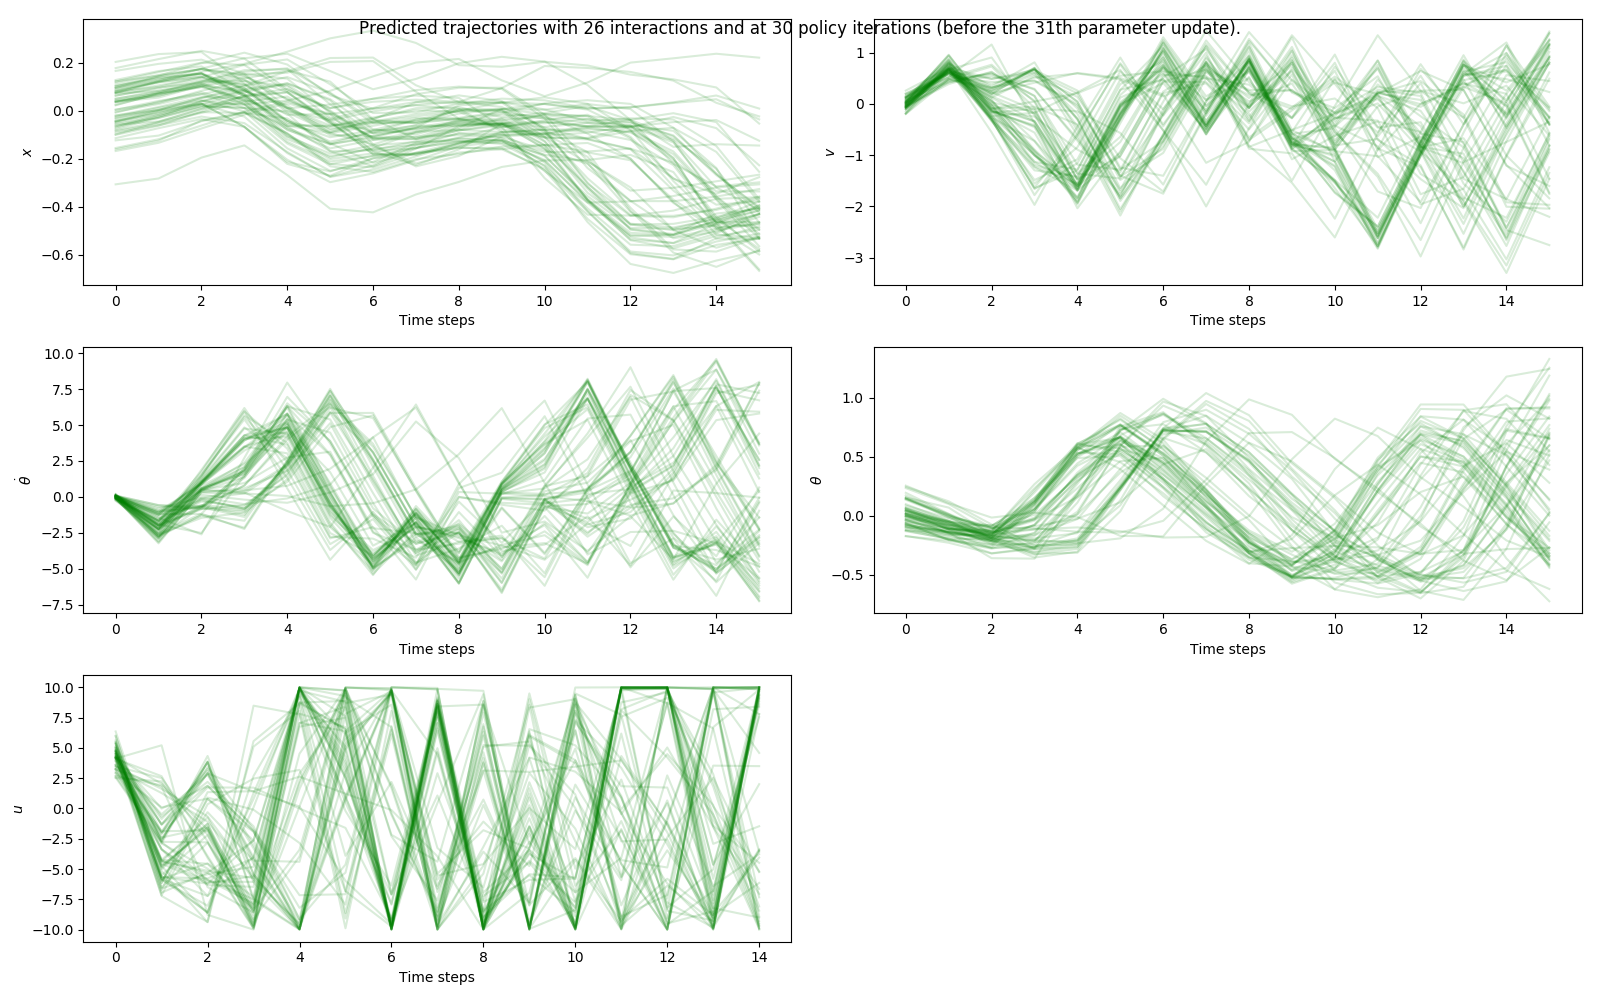 Predicted trajectories with 26 interactions and at 30 policy iterations (before the 31th parameter update).
0.2
0.0
−0.2
−0.4
−0.6
x
0 2 4 6 8 10 12 14
Time steps
1
0
−1
−2
−3
v
0 2 4 6 8 10 12 14
Time steps
10.0
7.5
5.0
2.5
0.0
−2.5
−5.0
−7.5
θ̇
0 2 4 6 8 10 12 14
Time steps
1.0
0.5
0.0
−0.5
θ
0 2 4 6 8 10 12 14
Time steps
10.0
7.5
5.0
2.5
0.0
−2.5
−5.0
−7.5
−10.0
u
0 2 4 6 8 10 12 14
Time steps